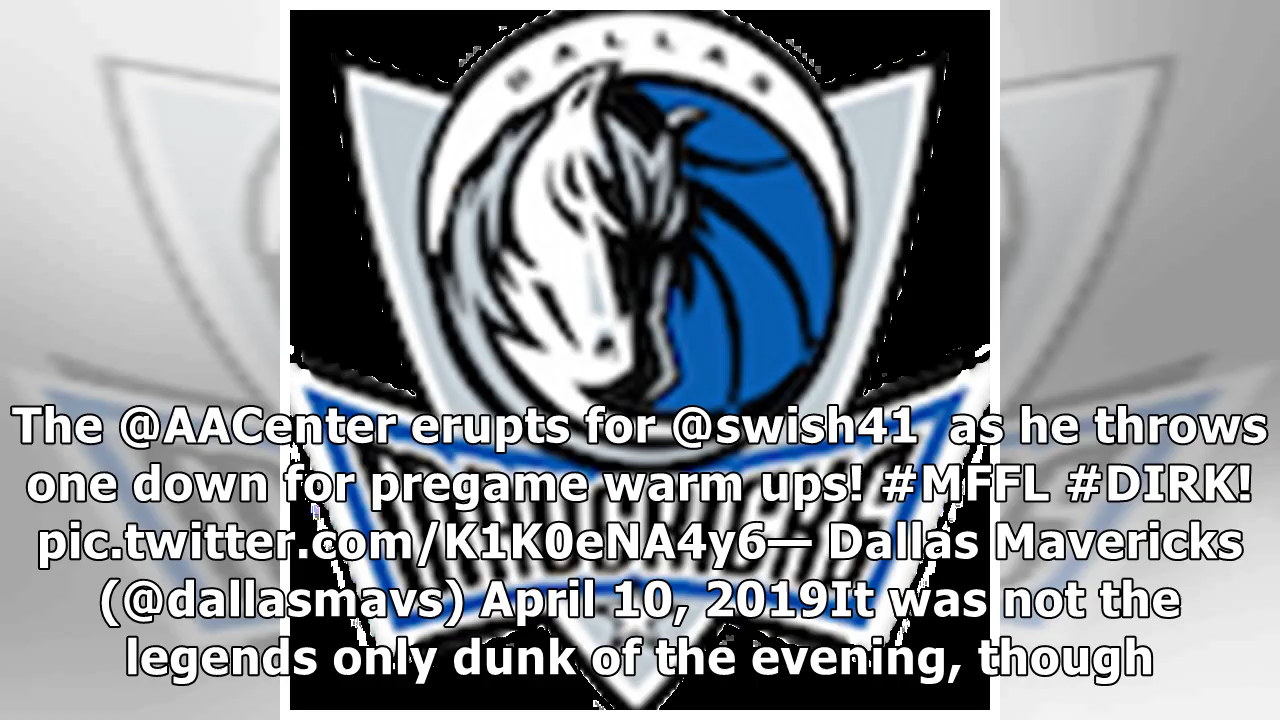 DALLAS
The @AACenter erupts for @swish41 as he throws
one down for pregame warm ups! #MFFL #DIRK!
pic.twitter.com/K1K0eNA4y6— Dallas Mavericks
(@dallasmavs) April 10, 2019It was not the
legends only dunk of the evening, though